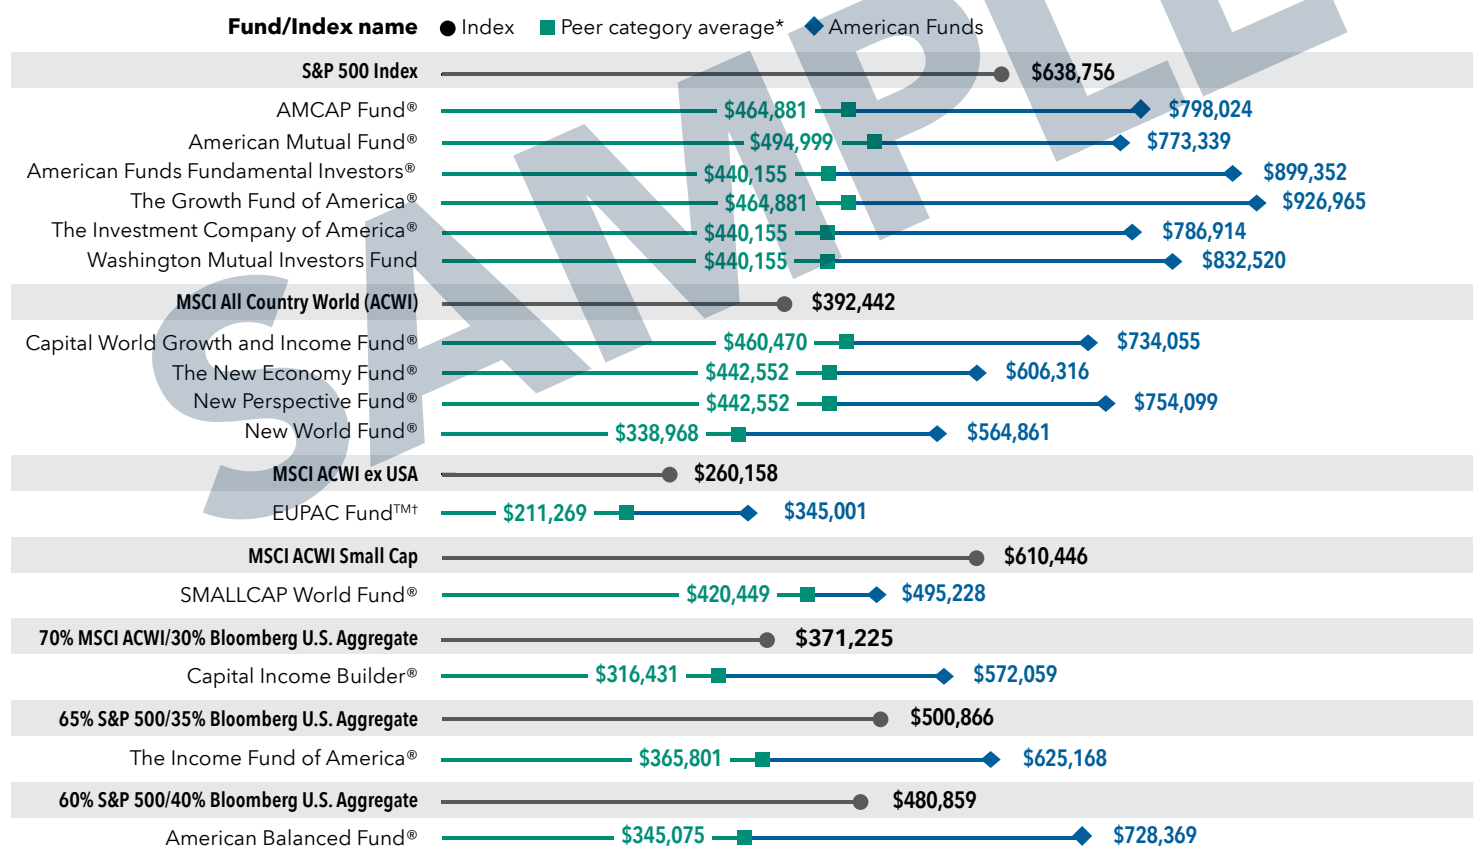 Fund/Index name Index Peer category average* American Funds
S&P 500 Index $638,756
AMCAP Fund® $464,881 $798,024
American Mutual Fund® $494,999 $773,339
American Funds Fundamental Investors® $440,155 $899,352
The Growth Fund of America® $464,881 $926,965
The Investment Company of America® $440,155 $786,914
Washington Mutual Investors Fund $440,155 $832,520
MSCI All Country World (ACWI) $392,442
Capital World Growth and Income Fund® $460,470 $734,055
The New Economy Fund® $442,552 $606,316
New Perspective Fund® $442,552 $754,099
New World Fund® $338,968 $564,861
MSCI ACWI ex USA $260,158
EUPAC Fund™† $211,269 $345,001
MSCI ACWI Small Cap $610,446
SMALLCAP World Fund® $420,449 $495,228
70% MSCI ACWI/30% Bloomberg U.S. Aggregate $371,225
Capital Income Builder® $316,431 $572,059
65% S&P 500/35% Bloomberg U.S. Aggregate $500,866
The Income Fund of America® $365,801 $625,168
60% S&P 500/40% Bloomberg U.S. Aggregate $480,859
American Balanced Fund® $345,075 $728,369
SAMPLE